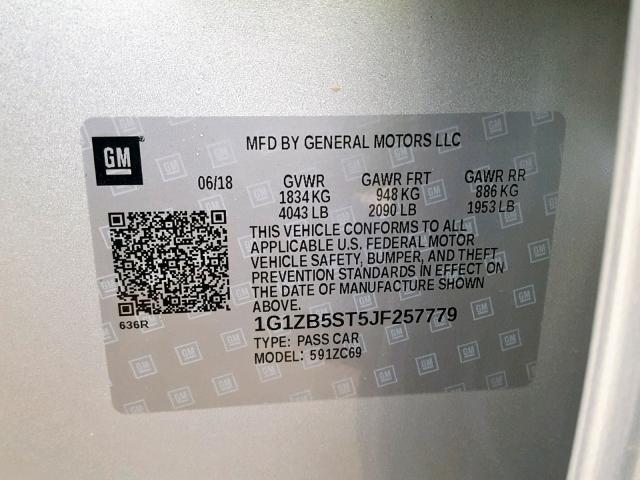 GM
MFD BY GENERAL MOTORS LLC
06/18 GVWR GAWR FRT GAWR RR
1834 KG 948 KG 886 KG
4043 LB 2090 LB 1953 LB
THIS VEHICLE CONFORMS TO ALL
APPLICABLE U.S. FEDERAL MOTOR
VEHICLE SAFETY, BUMPER, AND THEFT
PREVENTION STANDARDS IN EFFECT ON
THE DATE OF MANUFACTURE SHOWN
ABOVE.
636R
1G1ZB5ST5JF257779
TYPE: PASS CAR
MODEL: 591ZC69